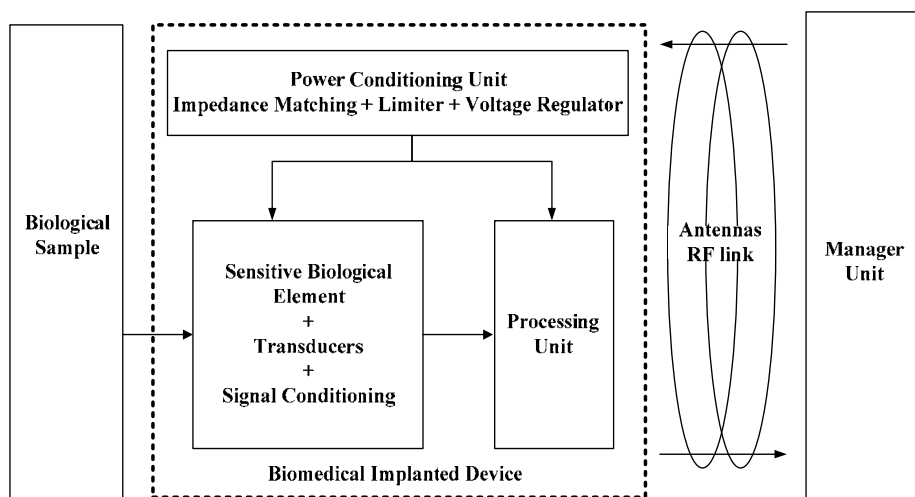 Biological
Sample
Power Conditioning Unit
Impedance Matching + Limiter + Voltage Regulator
Sensitive Biological
Element
+
Transducers
+
Signal Conditioning
Processing
Unit
Biomedical Implanted Device
Antennas
RF link
Manager
Unit